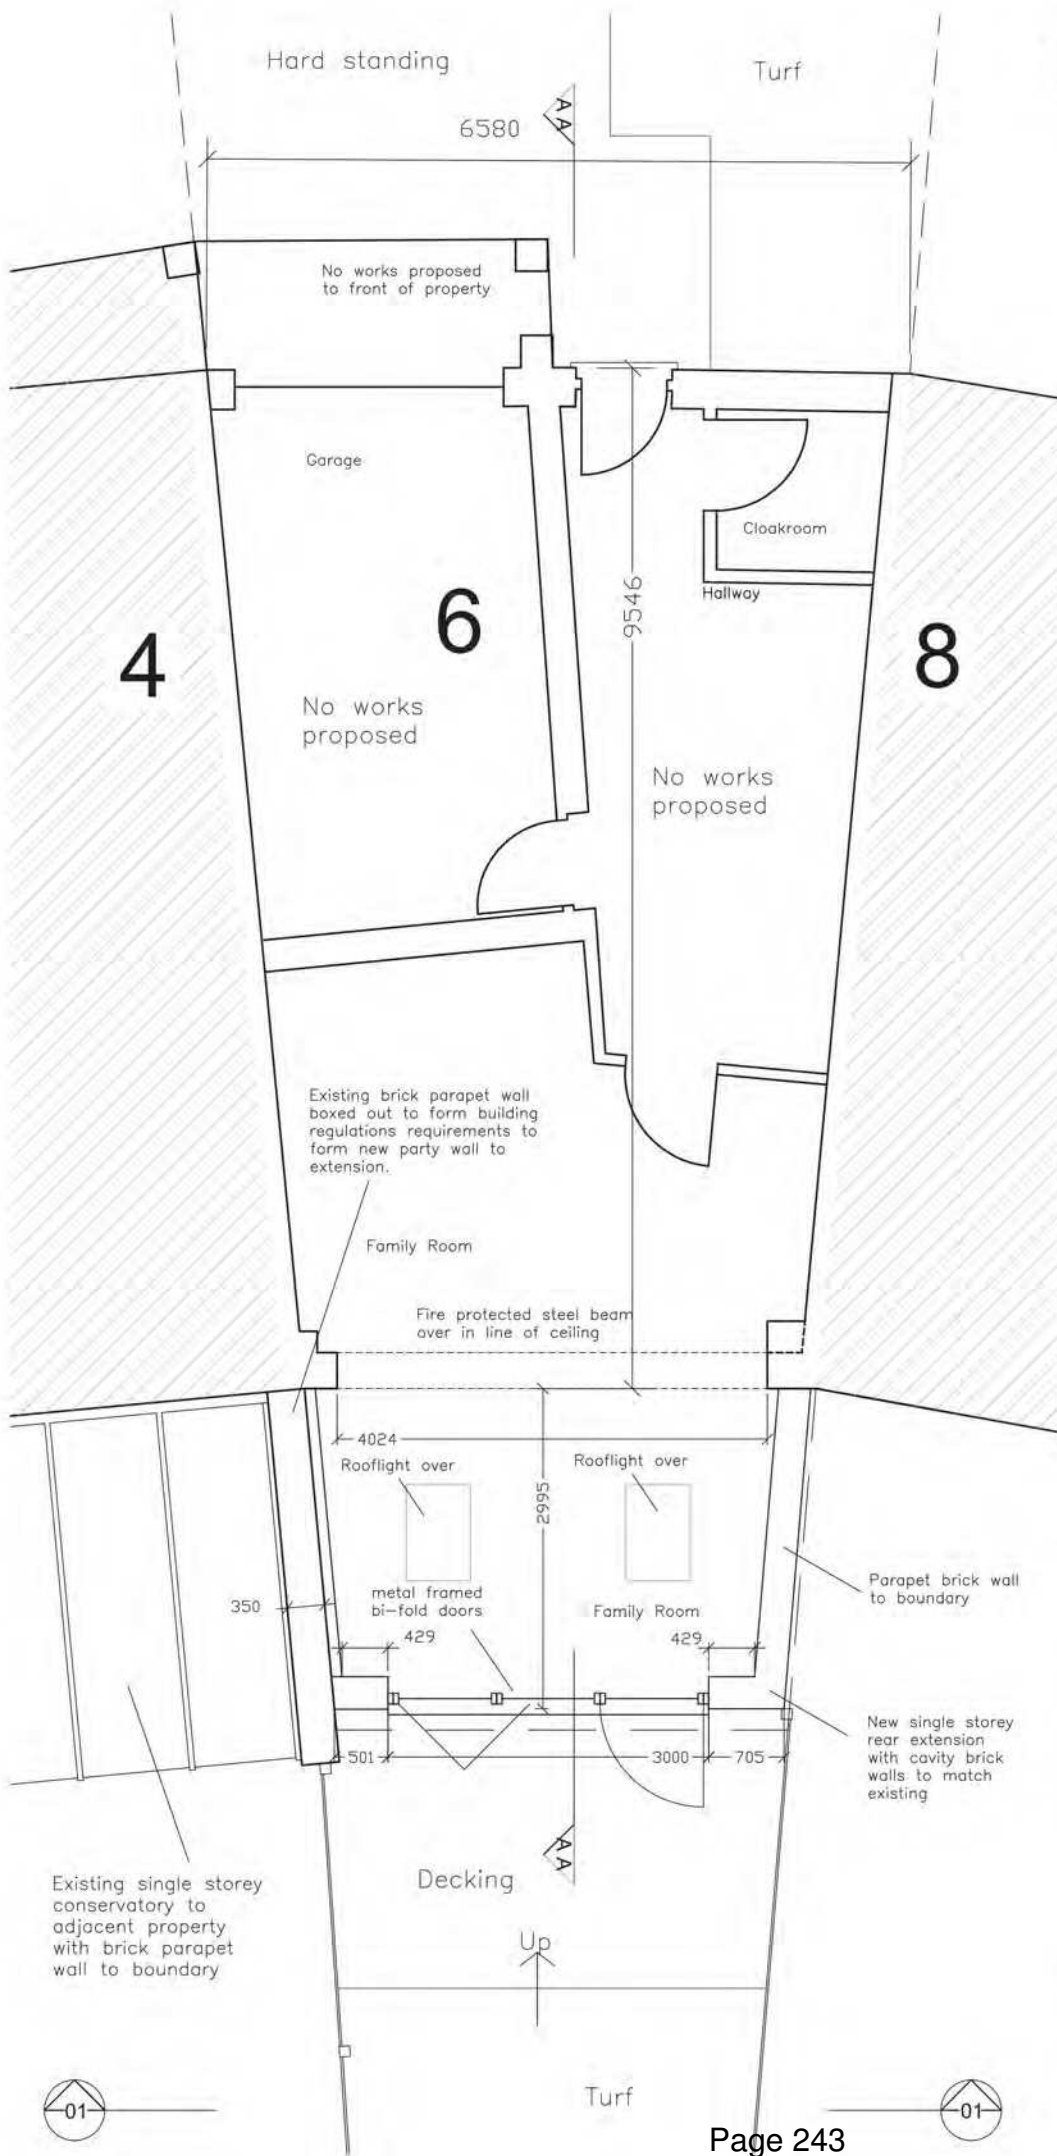 Hard standing
Turf
A A
6580
No works proposed
to front of property
Garage
Cloakroom
Hallway
9546
4
6
8
No works
proposed
No works
proposed
Existing brick parapet wall
boxed out to form building
regulations requirements to
form new party wall to
extension.
Family Room
Fire protected steel beam
over in line of ceiling
4024
Rooflight over
Rooflight over
2995
350
metal framed
bi-fold doors
Family Room
Parapet brick wall
to boundary
429
429
New single storey
rear extension
with cavity brick
walls to match
existing
501
3000
705
A A
Decking
Existing single storey
conservatory to
adjacent property
with brick parapet
wall to boundary
Up
Turf
01
01
Page 243